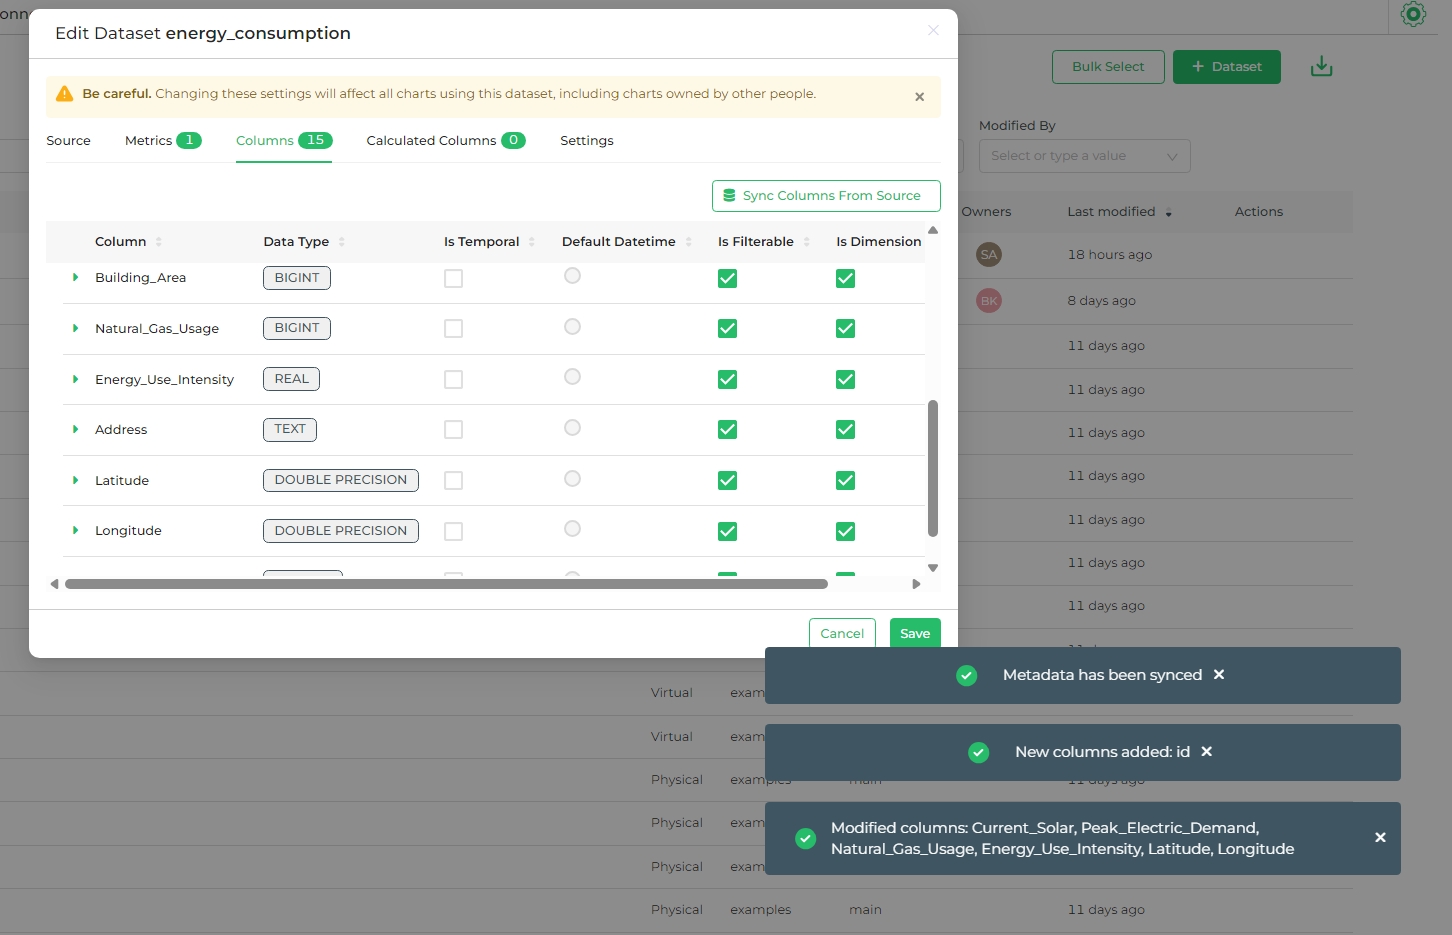 onn
Edit Dataset energy_consumption
Bulk Select
+ Dataset
Be careful. Changing these settings will affect all charts using this dataset, including charts owned by other people.
Modified By
Select or type a value
Source
Metrics 1
Columns 15
Calculated Columns 0
Settings
Sync Columns From Source
Owners
Last modified
Actions
Column
Data Type
Is Temporal
Default Datetime
Is Filterable
Is Dimension
SA
18 hours ago
Building_Area
BIGINT
BK
8 days ago
Natural_Gas_Usage
BIGINT
11 days ago
Energy_Use_Intensity
REAL
11 days ago
Address
TEXT
11 days ago
Latitude
DOUBLE PRECISION
11 days ago
Longitude
DOUBLE PRECISION
11 days ago
11 days ago
11 days ago
Cancel
Save
Metadata has been synced
Virtual
exam
New columns added: id
Virtual
exam
Physical
examples
main
11 days ago
Modified columns: Current_Solar, Peak_Electric_Demand,
Natural_Gas_Usage, Energy_Use_Intensity, Latitude, Longitude
Physical
exam
Physical
exam
Physical
examples
main
11 days ago